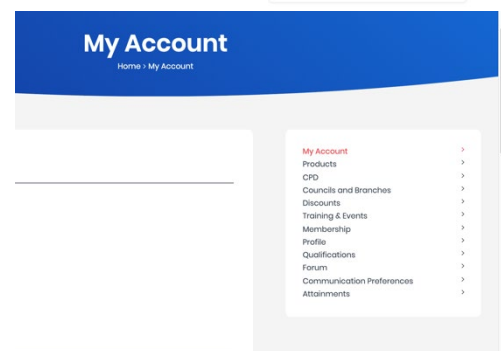 My Account
Home > My Account
My Account >
Products >
CPD >
Councils and Branches >
Discounts >
Training & Events >
Membership >
Profile >
Qualifications >
Forum >
Communication Preferences >
Attainments >